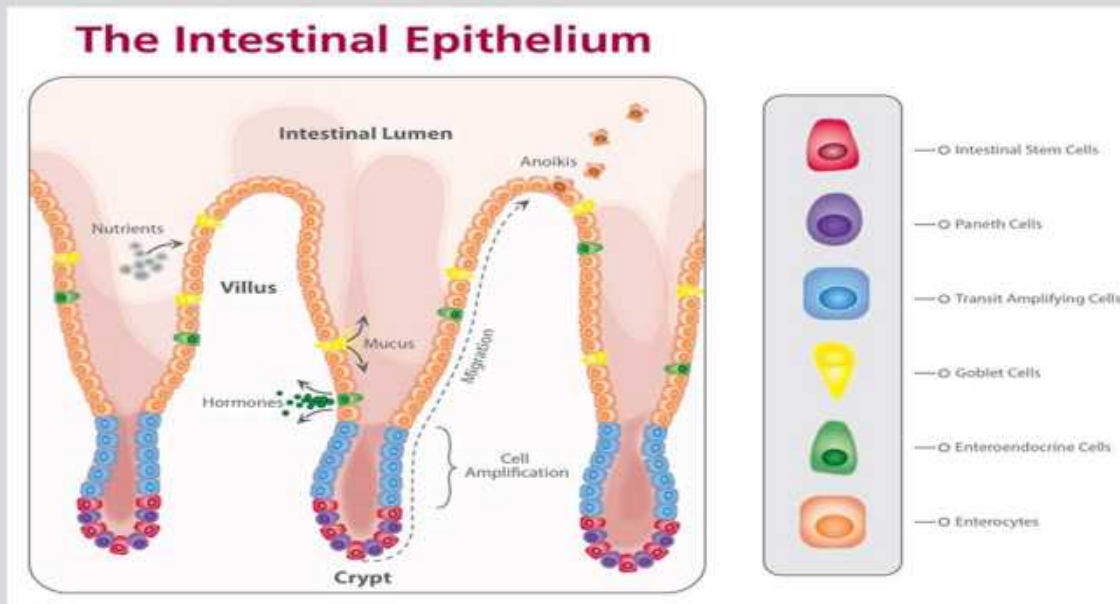 The Intestinal Epithelium
Intestinal Lumen
Anoikis
Nutrients
Villus
Mucus
Migration
Hormones
Cell
Amplification
Crypt
Intestinal Stem Cells
Paneth Cells
Transit Amplifying Cells
Goblet Cells
Enteroendocrine Cells
Enterocytes